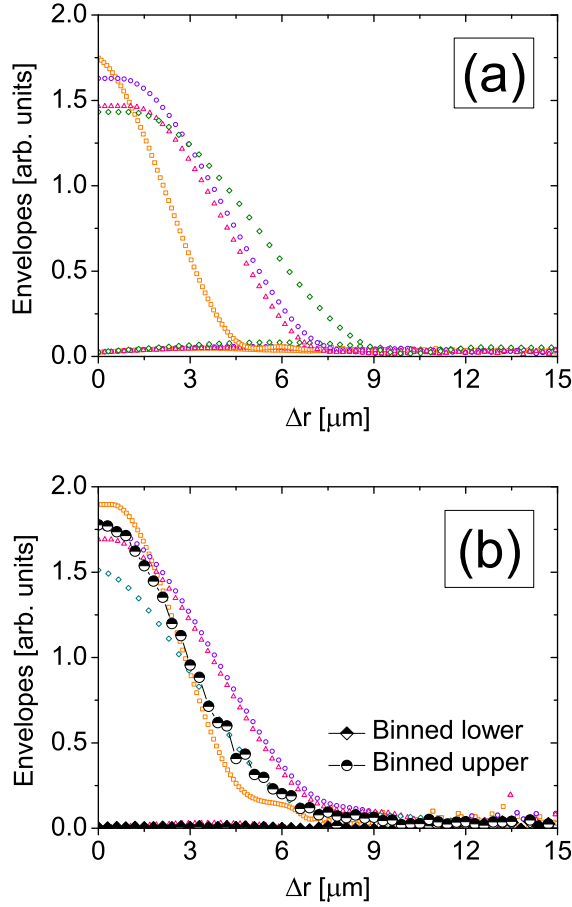 2.0
(a)
1.5
1.0
0.5
0.0
Envelopes [arb. units]
0 3 6 9 12 15
Δr [μm]
2.0
(b)
1.5
1.0
0.5
0.0
Envelopes [arb. units]
Binned lower
Binned upper
0 3 6 9 12 15
Δr [μm]